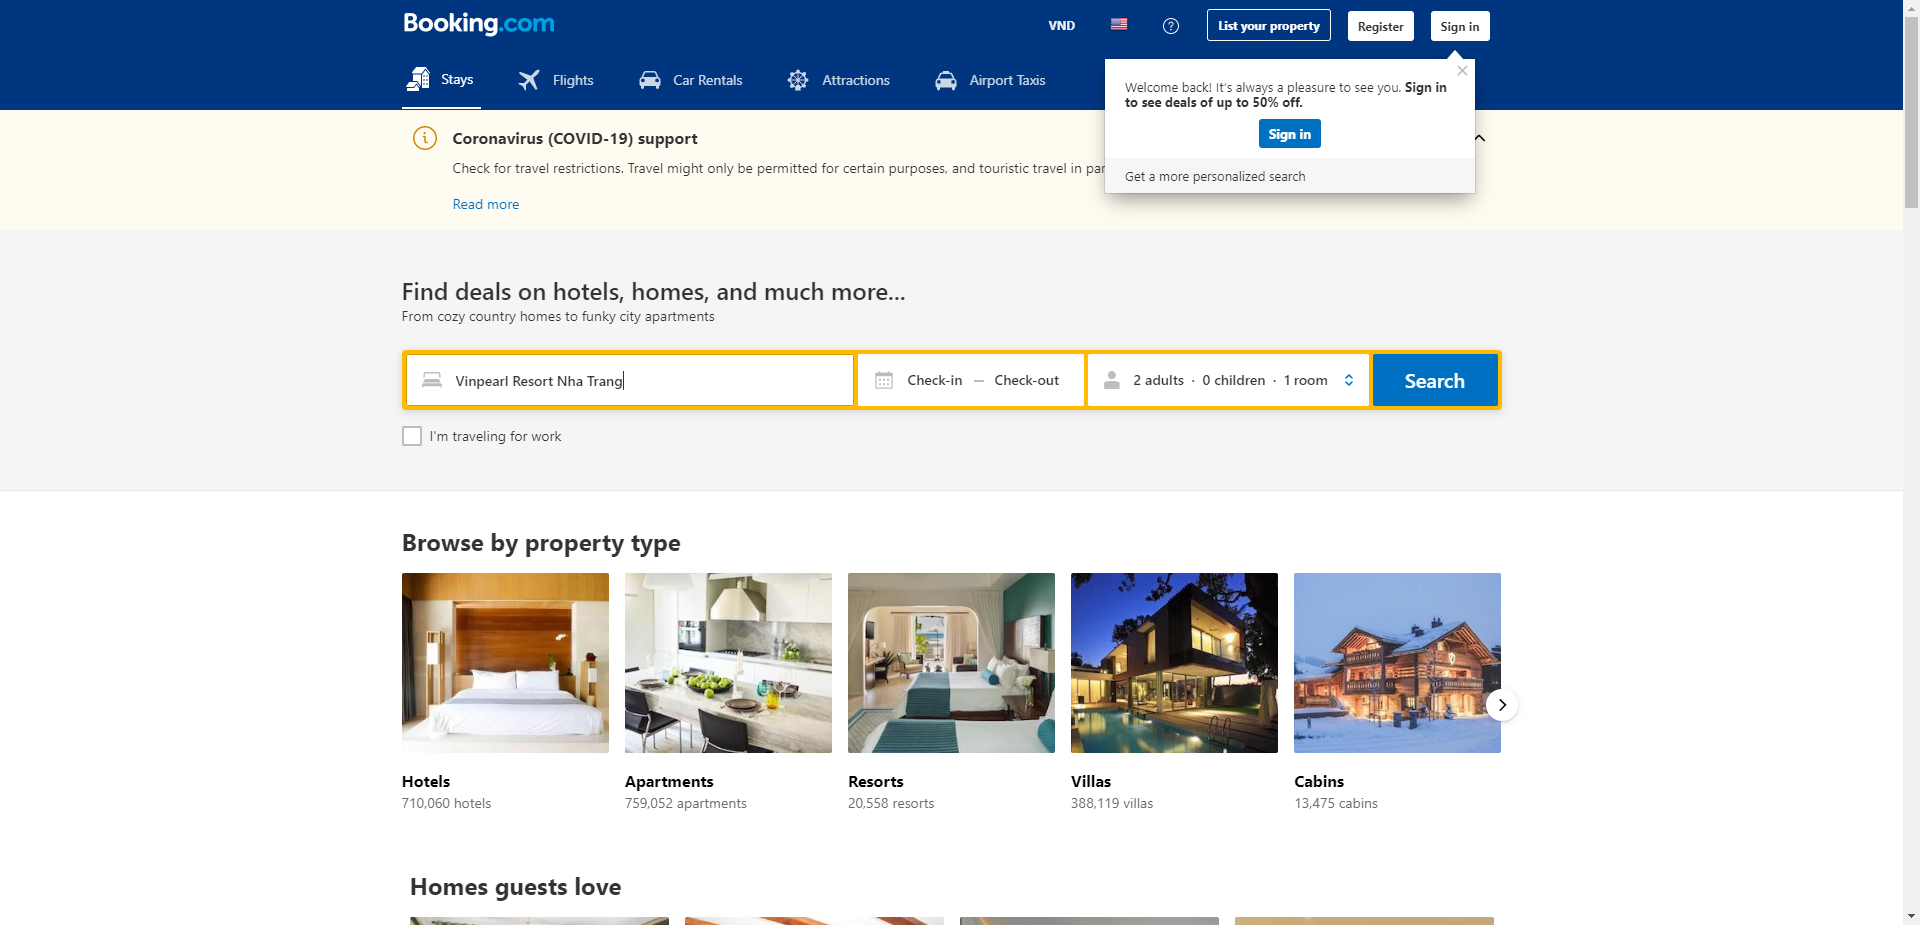 Booking.com
VND
List your property
Register
Sign in
Stays
Flights
Car Rentals
Attractions
Airport Taxis
Welcome back! It's always a pleasure to see you. Sign in
to see deals of up to 50% off.
Sign in
Get a more personalized search
Coronavirus (COVID-19) support
Check for travel restrictions. Travel might only be permitted for certain purposes, and touristic travel in
Read more
Find deals on hotels, homes, and much more...
From cozy country homes to funky city apartments
Vinpearl Resort Nha Trang
Check-in — Check-out
2 adults · 0 children · 1 room
Search
I'm traveling for work
Browse by property type
Hotels
710,060 hotels
Apartments
759,052 apartments
Resorts
20,558 resorts
Villas
388,119 villas
Cabins
13,475 cabins
Homes guests love